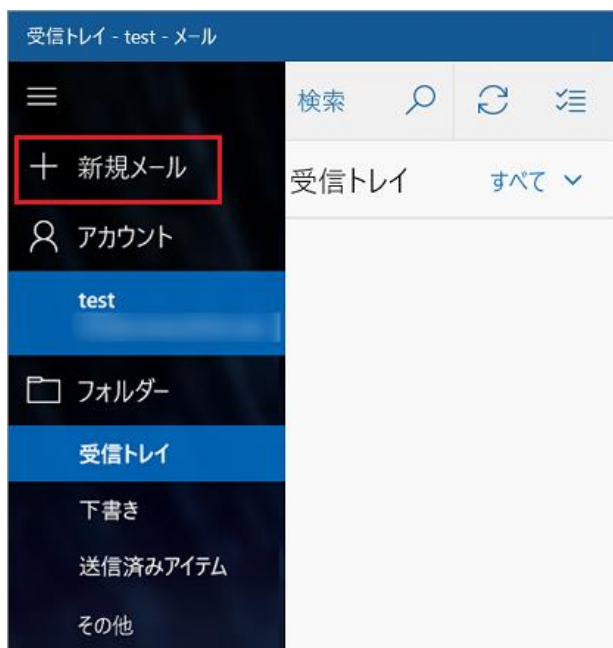 受信トレイ - test - メール
検索
新規メール
受信トレイ すべて
アカウント
test
フォルダー
受信トレイ
下書き
送信済みアイテム
その他